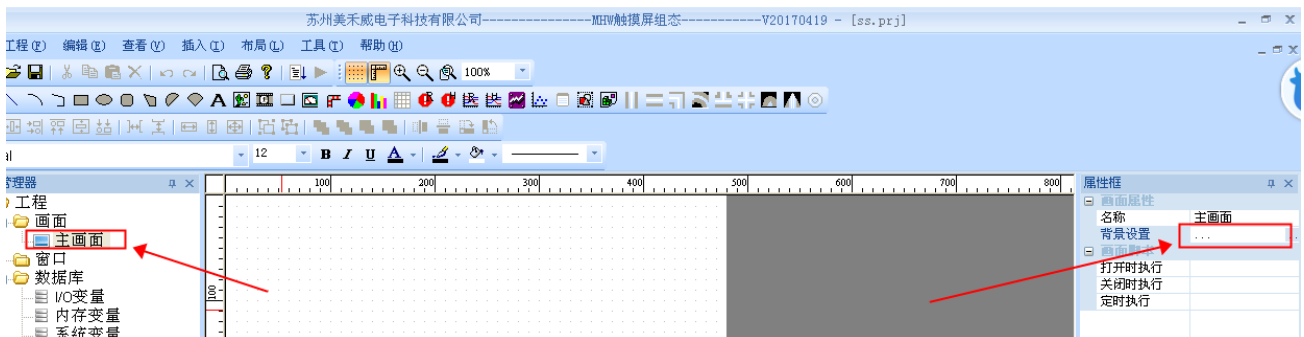 苏州美禾威电子科技有限公司---------------MHW触摸屏组态-----------V20170419 - [ss.prj]
工程(F) 编辑(E) 查看(V) 插入(I) 布局(L) 工具(T) 帮助(H)
100%
12 B I U A
管理器
属性框
100 200 300 400 500 600 700 800
工程
画面
主画面
窗口
数据库
I/O变量
内存变量
系统变量
100
画面属性
名称 主画面
背景设置 ...
画面脚本
打开时执行
关闭时执行
定时执行